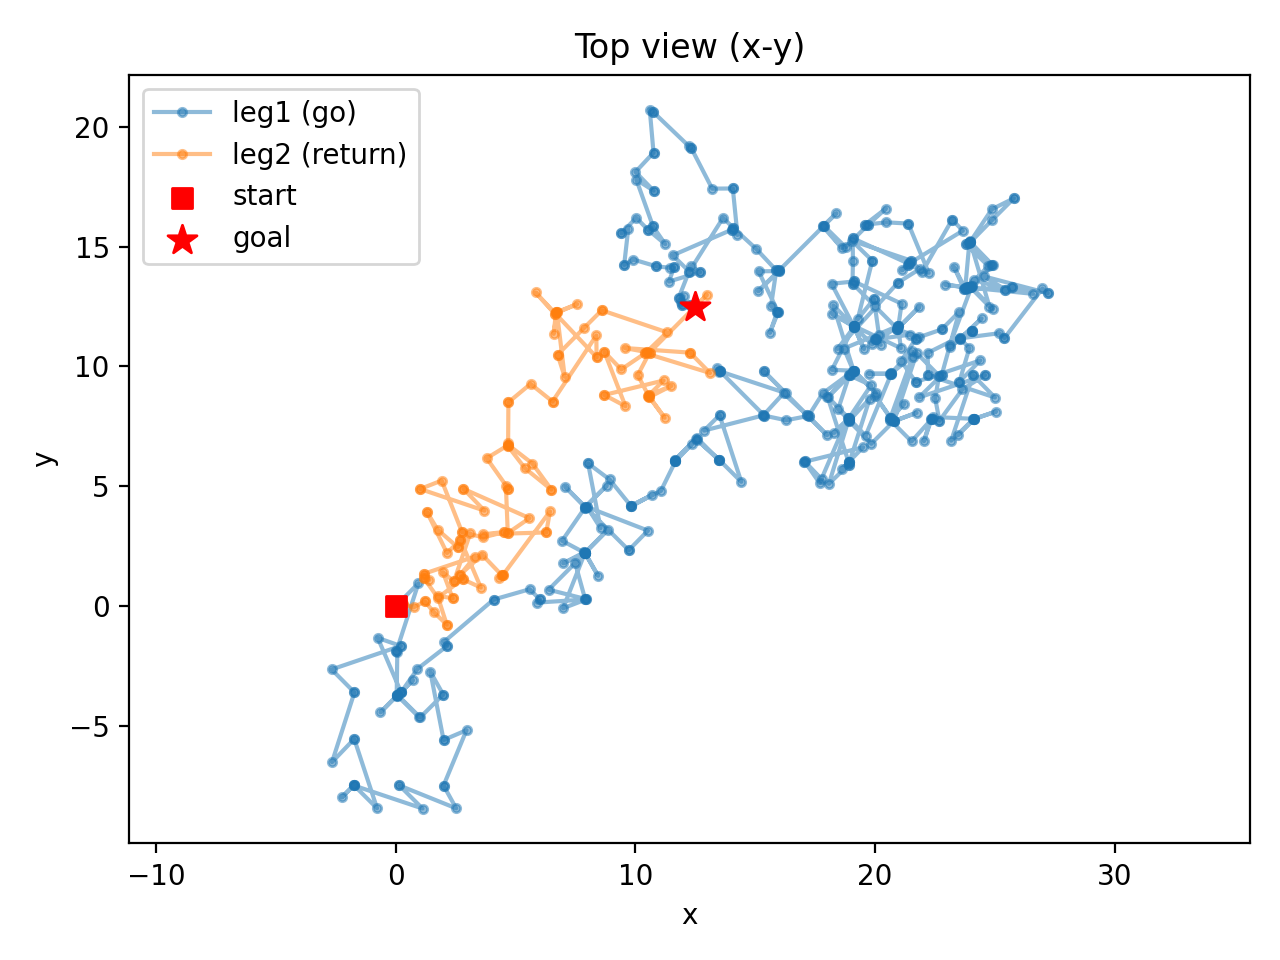 Top view (x-y)
leg1 (go)
leg2 (return)
start
goal
20
15
10
5
0
−5
y
−10 0 10 20 30
x